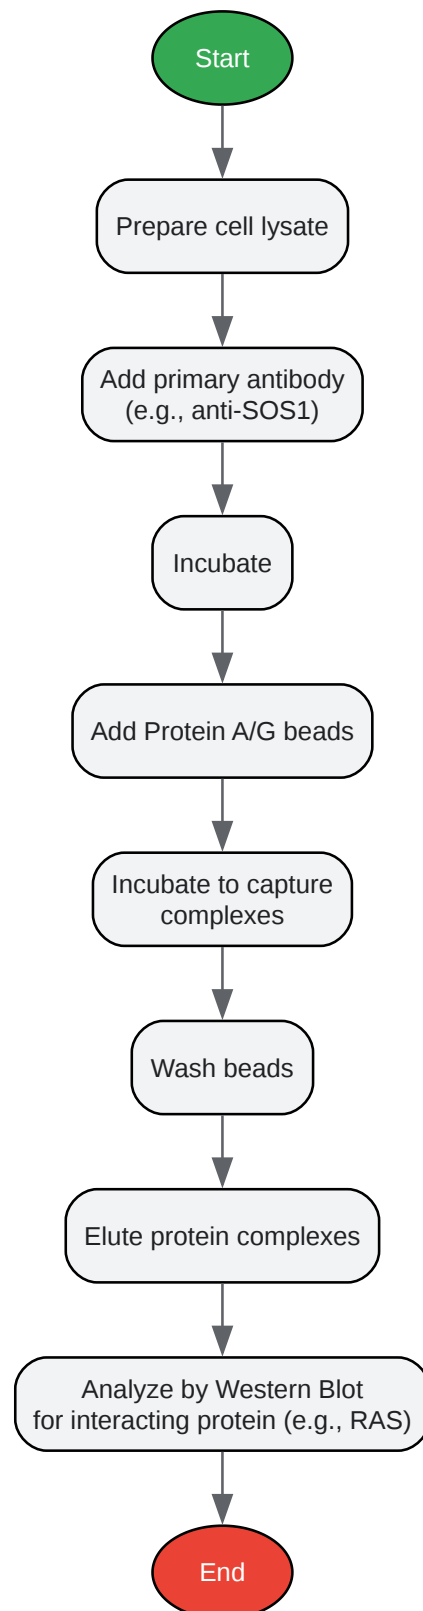 Start
Prepare cell lysate
Add primary antibody
(e.g., anti-SOS1)
Incubate
Add Protein A/G beads
Incubate to capture
complexes
Wash beads
Elute protein complexes
Analyze by Western Blot
for interacting protein (e.g., RAS)
End